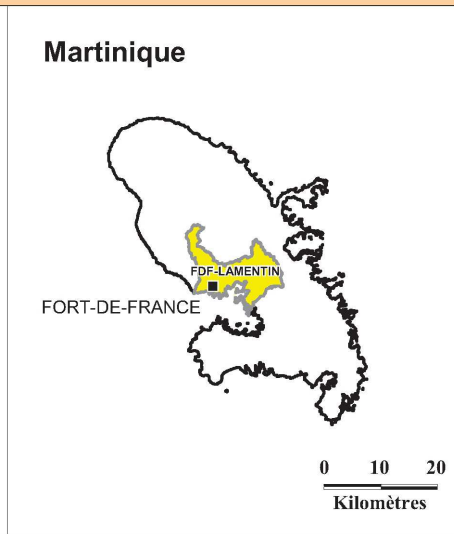 Martinique
FDF-LAMENTIN
FORT-DE-FRANCE
0 10 20
Kilomètres